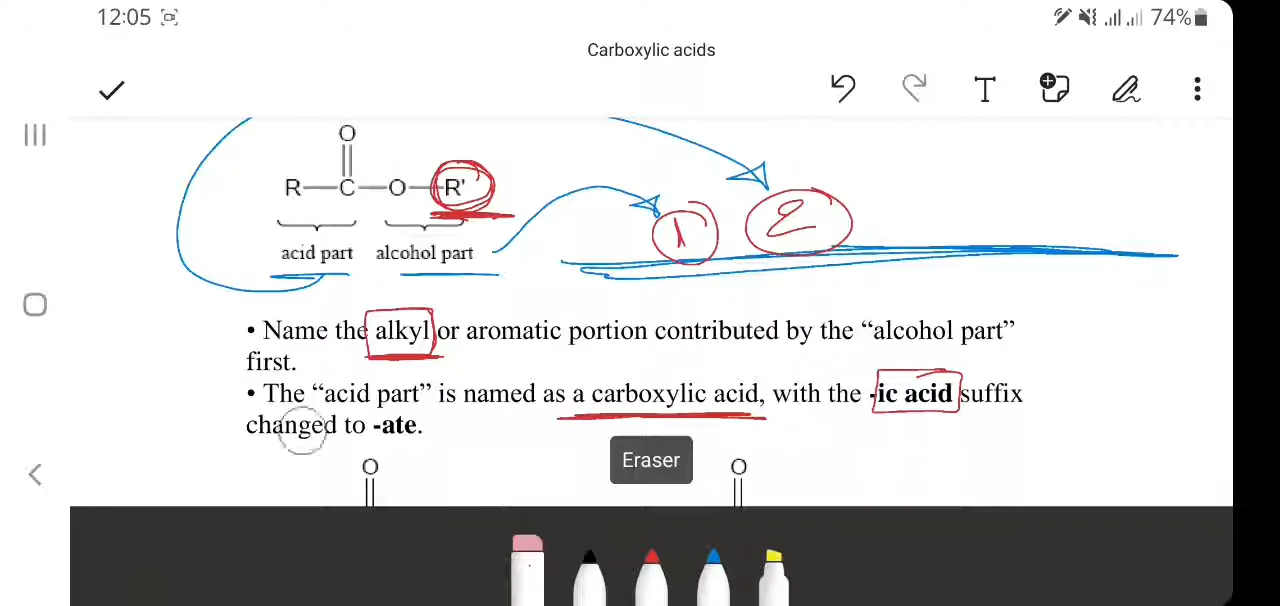 12:05
74%
Carboxylic acids
T
O
R—C—O—R'
1 2
acid part alcohol part
• Name the alkyl or aromatic portion contributed by the “alcohol part”
first.
• The “acid part” is named as a carboxylic acid, with the -ic acid suffix
changed to -ate.
Eraser
O O